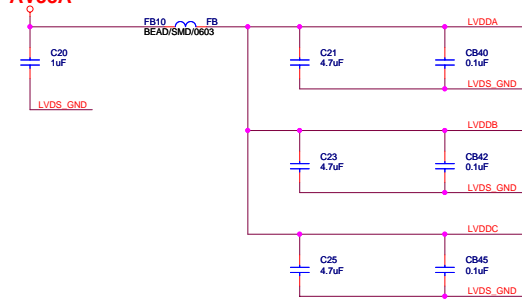 FB10 FB
BEAD/SMD/0603
LVDDA
C20
1uF
C21
4.7uF
CB40
0.1uF
LVDS_GND
LVDS_GND
LVDDB
C23
4.7uF
CB42
0.1uF
LVDS_GND
LVDDC
C25
4.7uF
CB45
0.1uF
LVDS_GND